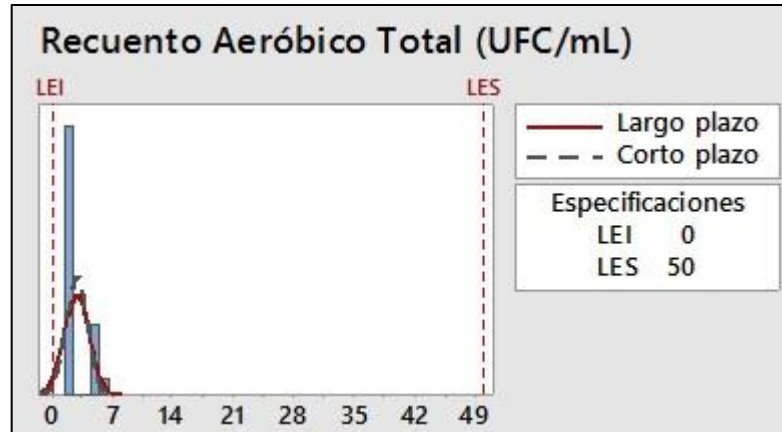 Recuento Aeróbico Total (UFC/mL)
LEI LES
Largo plazo
Corto plazo
Especificaciones
LEI 0
LES 50
0 7 14 21 28 35 42 49